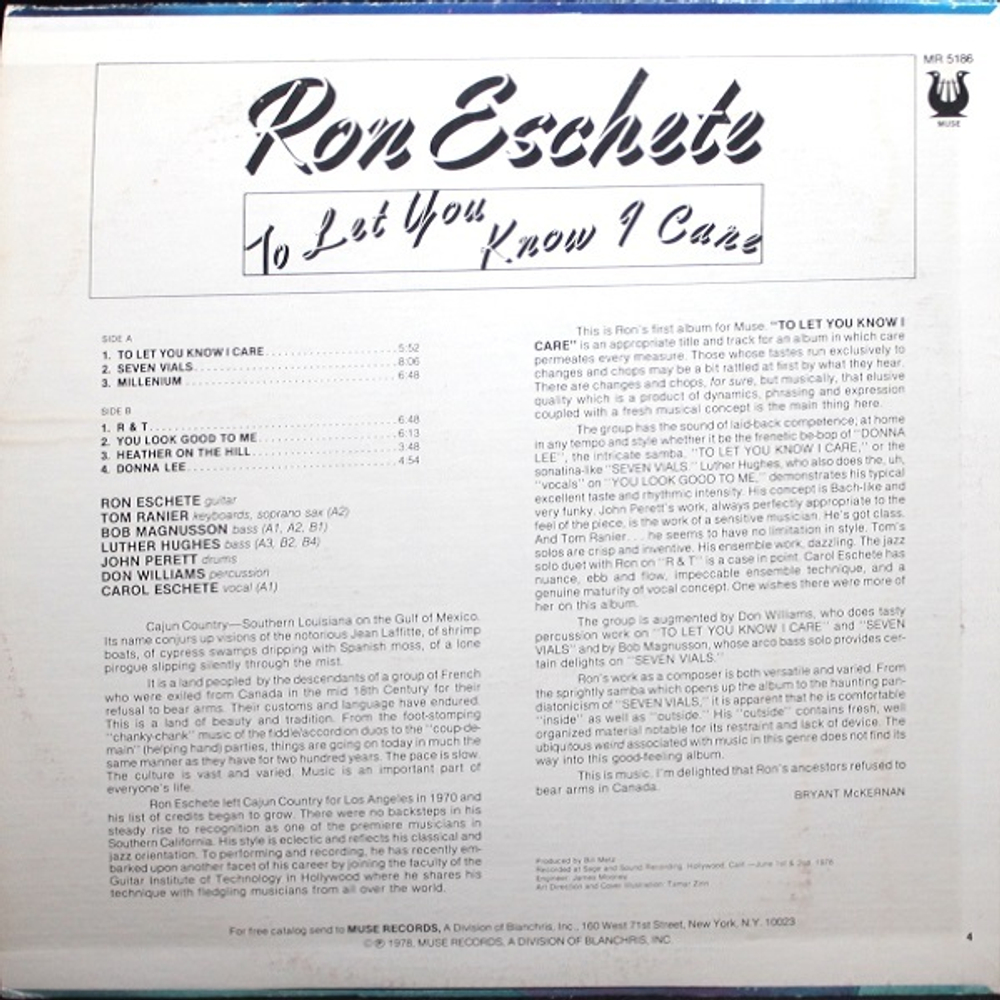 MR 5186
MUSE
Ron Eschete
To Let You Know I Care
SIDE A
1. TO LET YOU KNOW I CARE....................5:52
2. SEVEN VIALS....................8:06
3. MILLENIUM....................6:48
SIDE B
1. R & T....................6:48
2. YOU LOOK GOOD TO ME....................6:13
3. HEATHER ON THE HILL....................3:48
4. DONNA LEE....................4:54
RON ESCHETE guitar
TOM RANIER keyboards, soprano sax (A2)
BOB MAGNUSSON bass (A1, A2, B1)
LUTHER HUGHES bass (A3, B2, B4)
JOHN PERETT drums
DON WILLIAMS percussion
CAROL ESCHETE vocal (A1)
Cajun Country—Southern Louisiana on the Gulf of Mexico.
Its name conjurs up visions of the notorious Jean Laffitte, of shrimp
boats, of cypress swamps dripping with Spanish moss, of a lone
pirogue slipping silently through the mist.
It is a land peopled by the descendants of a group of French
who were exiled from Canada in the mid 18th Century for their
refusal to bear arms. Their customs and language have endured.
This is a land of beauty and tradition. From the foot-stomping
"chanky-chank" music of the fiddle/accordion duos to the "coup-de-
main" (helping hand) parties, things are going on today in much the
same manner as they have for two hundred years. The pace is slow.
The culture is vast and varied. Music is an important part of
everyone's life.
Ron Eschete left Cajun Country for Los Angeles in 1970 and
his list of credits began to grow. There were no backsteps in his
steady rise to recognition as one of the premiere musicians in
Southern California. His style is eclectic and reflects his classical and
jazz orientation. To performing and recording, he has recently em-
barked upon another facet of his career by joining the faculty of the
Guitar Institute of Technology in Hollywood where he shares his
technique with fledgling musicians from all over the world.
This is Ron's first album for Muse. "TO LET YOU KNOW I
CARE" is an appropriate title and track for an album in which care
permeates every measure. Those whose tastes run exclusively to
changes and chops may be a bit rattled at first by what they hear.
There are changes and chops, for sure, but musically, that elusive
quality which is a product of dynamics, phrasing and expression
coupled with a fresh musical concept is the main thing here.
The group has the sound of laid-back competence; at home
in any tempo and style whether it be the frenetic be-bop of "DONNA
LEE", the intricate samba, "TO LET YOU KNOW I CARE," or the
sonatina-like "SEVEN VIALS." Luther Hughes, who also does the, uh,
"vocals" on "YOU LOOK GOOD TO ME," demonstrates his typical
excellent taste and rhythmic intensity. His concept is Bach-like and
very funky. John Perett's work, always perfectly appropriate to the
feel of the piece, is the work of a sensitive musician. He's got class.
And Tom Ranier... he seems to have no limitation in style. Tom's
solos are crisp and inventive. His ensemble work, dazzling. The jazz
solo duet with Ron on "R & T" is a case in point. Carol Eschete has
nuance, ebb and flow, impeccable ensemble technique, and a
genuine maturity of vocal concept. One wishes there were more of
her on this album.
The group is augmented by Don Williams, who does tasty
percussion work on "TO LET YOU KNOW I CARE" and "SEVEN
VIALS" and by Bob Magnusson, whose arco bass solo provides cer-
tain delights on "SEVEN VIALS."
Ron's work as a composer is both versatile and varied. From
the sprightly samba which opens up the album to the haunting pan-
diatonicism of "SEVEN VIALS," it is apparent that he is comfortable
"inside" as well as "outside." His "outside" contains fresh, well
organized material notable for its restraint and lack of device. The
ubiquitous weird associated with music in this genre does not find its
way into this good-feeling album.
This is music. I'm delighted that Ron's ancestors refused to
bear arms in Canada.
BRYANT McKERNAN
Produced by Bill Metz
Recorded at Sage and Sound Recording, Hollywood, Calif.—June 1st & 2nd, 1978
Engineer: James Mooney
Art Direction and Cover Illustration: Tamar Zinn
For free catalog send to MUSE RECORDS, A Division of Blanchris, Inc., 160 West 71st Street, New York, N.Y. 10023
©℗ 1978, MUSE RECORDS, A DIVISION OF BLANCHRIS, INC.
4